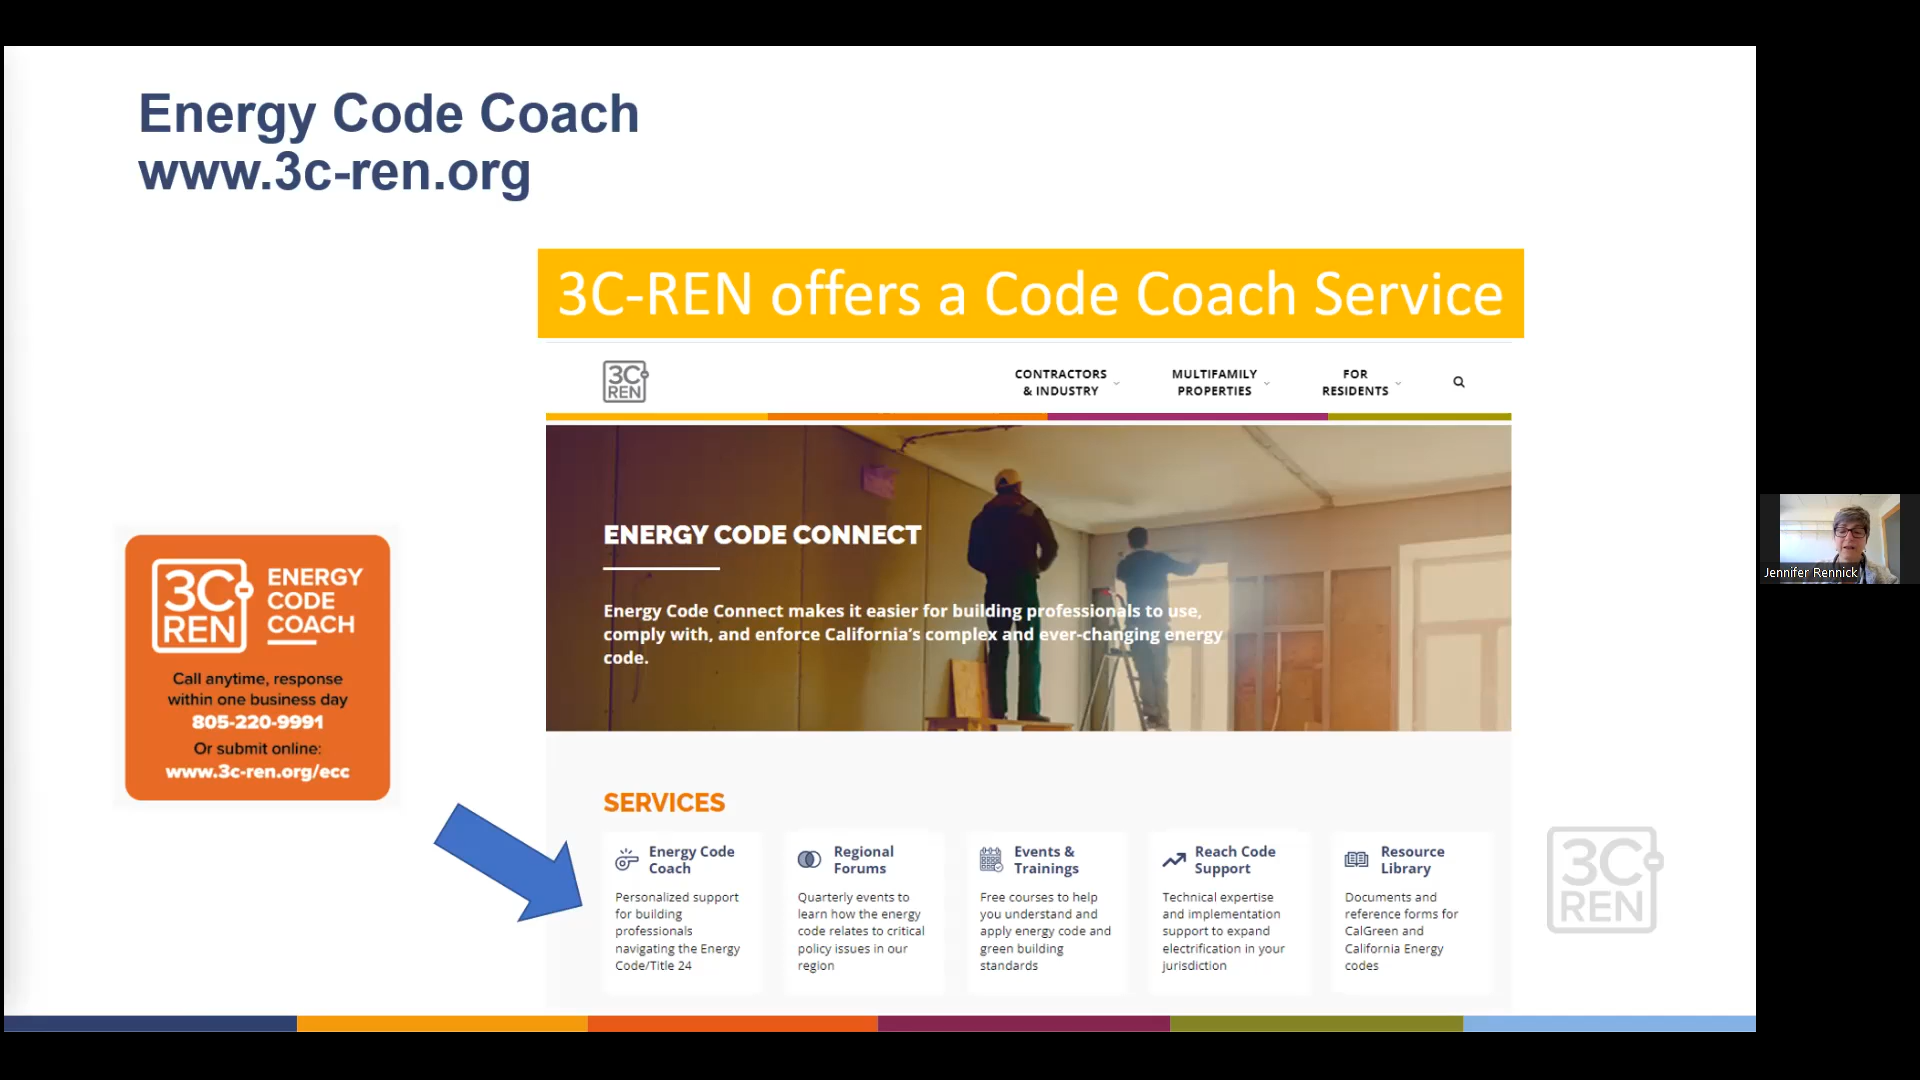 Energy Code Coach
www.3c-ren.org
3C-REN offers a Code Coach Service
3C
REN
CONTRACTORS
& INDUSTRY
MULTIFAMILY
PROPERTIES
FOR
RESIDENTS
ENERGY CODE CONNECT
Energy Code Connect makes it easier for building professionals to use,
comply with, and enforce California's complex and ever-changing energy
code.
3C
REN
ENERGY
CODE
COACH
Call anytime, response
within one business day
805-220-9991
Or submit online:
www.3c-ren.org/ecc
Jennifer Rennick
SERVICES
Energy Code
Coach
Personalized support
for building
professionals
navigating the Energy
Code/Title 24
Regional
Forums
Quarterly events to
learn how the energy
code relates to critical
policy issues in our
region
Events &
Trainings
Free courses to help
you understand and
apply energy code and
green building
standards
Reach Code
Support
Technical expertise
and implementation
support to expand
electrification in your
jurisdiction
Resource
Library
Documents and
reference forms for
CalGreen and
California Energy
codes
3C
REN